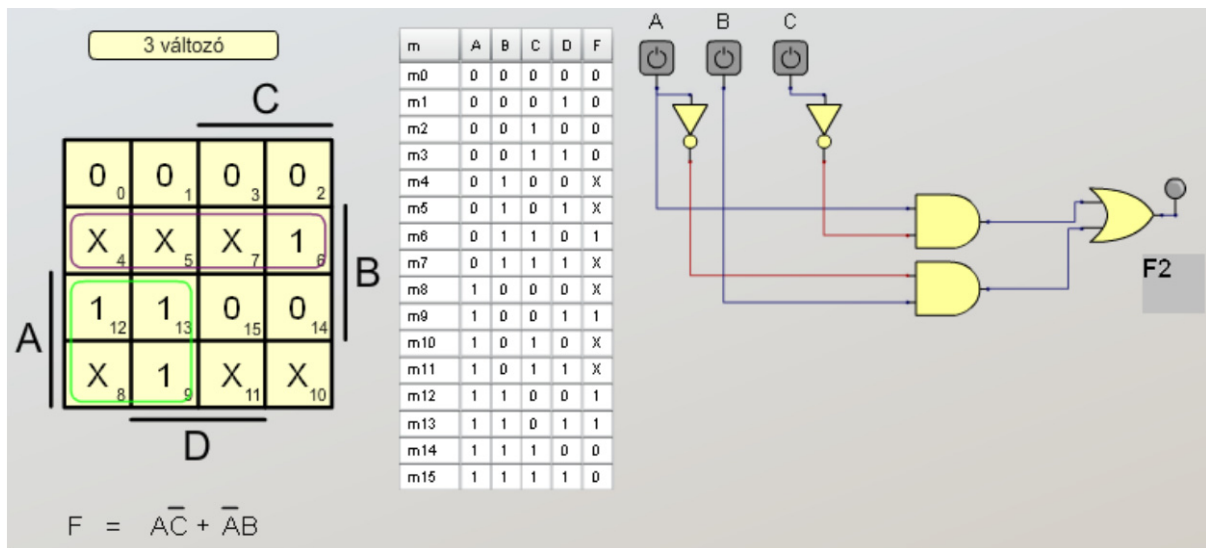 3 változó
C
0 0 0 1 0 3 0 2
X 4 X 5 X 7 1 6
B
A
1 12 1 13 0 15 0 14
X 8 1 9 X 11 X 10
D
F = AC̅ + A̅B
m A B C D F
m0 0 0 0 0 0
m1 0 0 0 1 0
m2 0 0 1 0 0
m3 0 0 1 1 0
m4 0 1 0 0 X
m5 0 1 0 1 X
m6 0 1 1 0 1
m7 0 1 1 1 X
m8 1 0 0 0 X
m9 1 0 0 1 1
m10 1 0 1 0 X
m11 1 0 1 1 X
m12 1 1 0 0 1
m13 1 1 0 1 1
m14 1 1 1 0 0
m15 1 1 1 1 0
A B C
F2